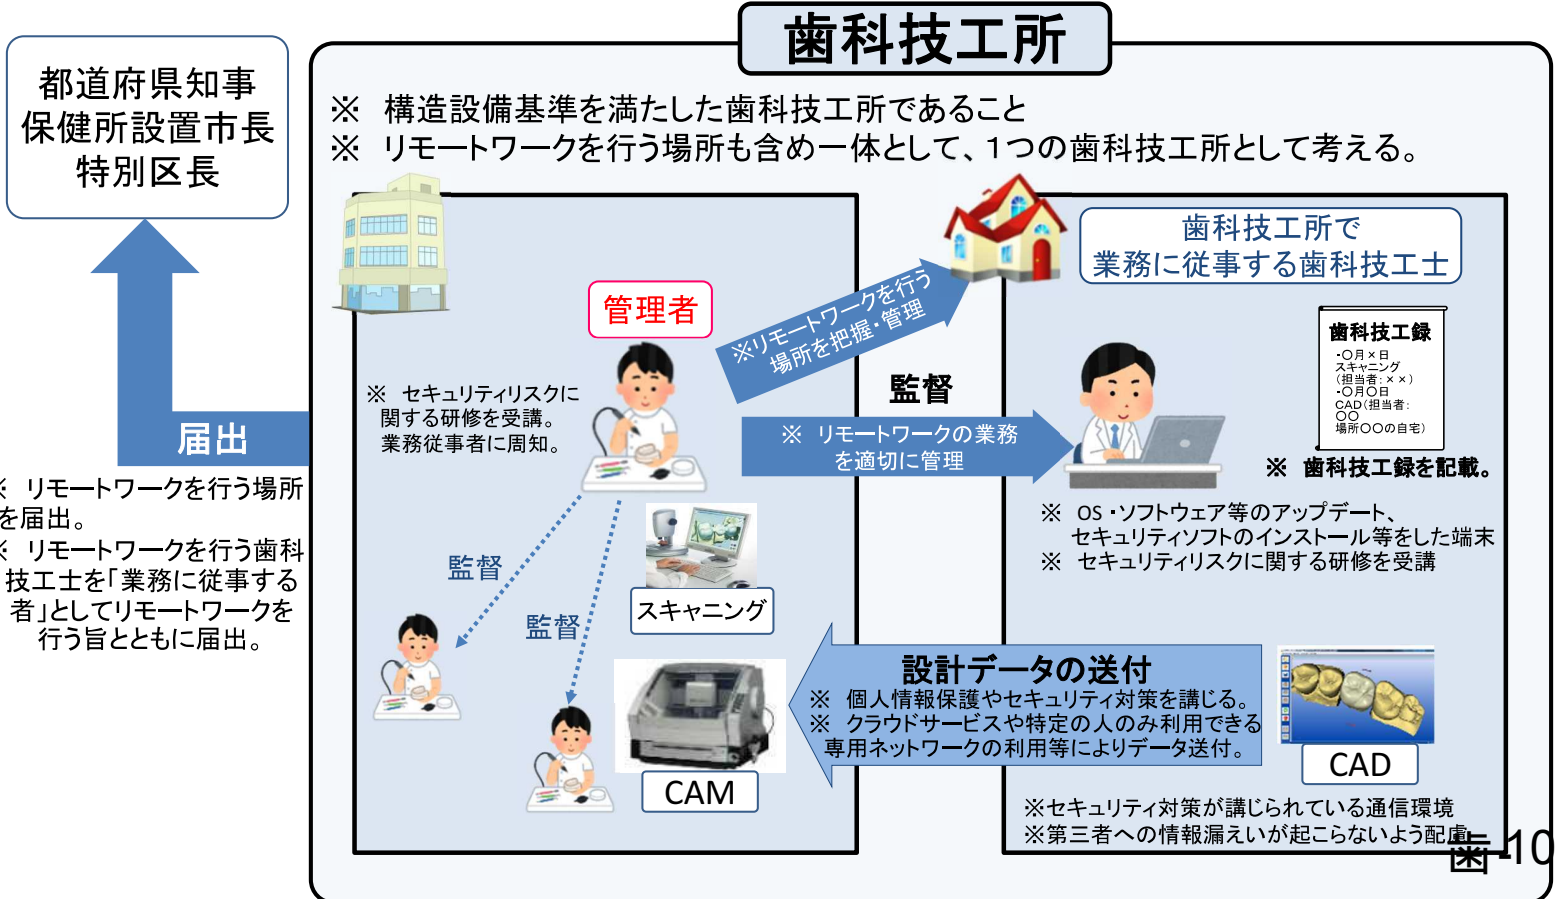 歯科技工所
都道府県知事
保健所設置市長
特別区長
届出
※ リモートワークを行う場所
を届出。
※ リモートワークを行う歯科
技工士を「業務に従事する
者」としてリモートワークを
行う旨とともに届出。
※ 構造設備基準を満たした歯科技工所であること
※ リモートワークを行う場所も含め一体として、１つの歯科技工所として考える。
管理者
※ セキュリティリスクに
関する研修を受講。
業務従事者に周知。
監督
監督
スキャニング
CAM
※リモートワークを行う
場所を把握・管理
監督
※ リモートワークの業務
を適切に管理
歯科技工所で
業務に従事する歯科技工士
歯科技工録
・〇月×日
スキャニング
（担当者：××）
・〇月〇日
CAD（担当者：
〇〇
場所〇〇の自宅）
※ 歯科技工録を記載。
※ OS・ソフトウェア等のアップデート、
セキュリティソフトのインストール等をした端末
※ セキュリティリスクに関する研修を受講
設計データの送付
※ 個人情報保護やセキュリティ対策を講じる。
※ クラウドサービスや特定の人のみ利用できる
専用ネットワークの利用等によりデータ送付。
CAD
※セキュリティ対策が講じられている通信環境
※第三者への情報漏えいが起こらないよう配慮
歯-10